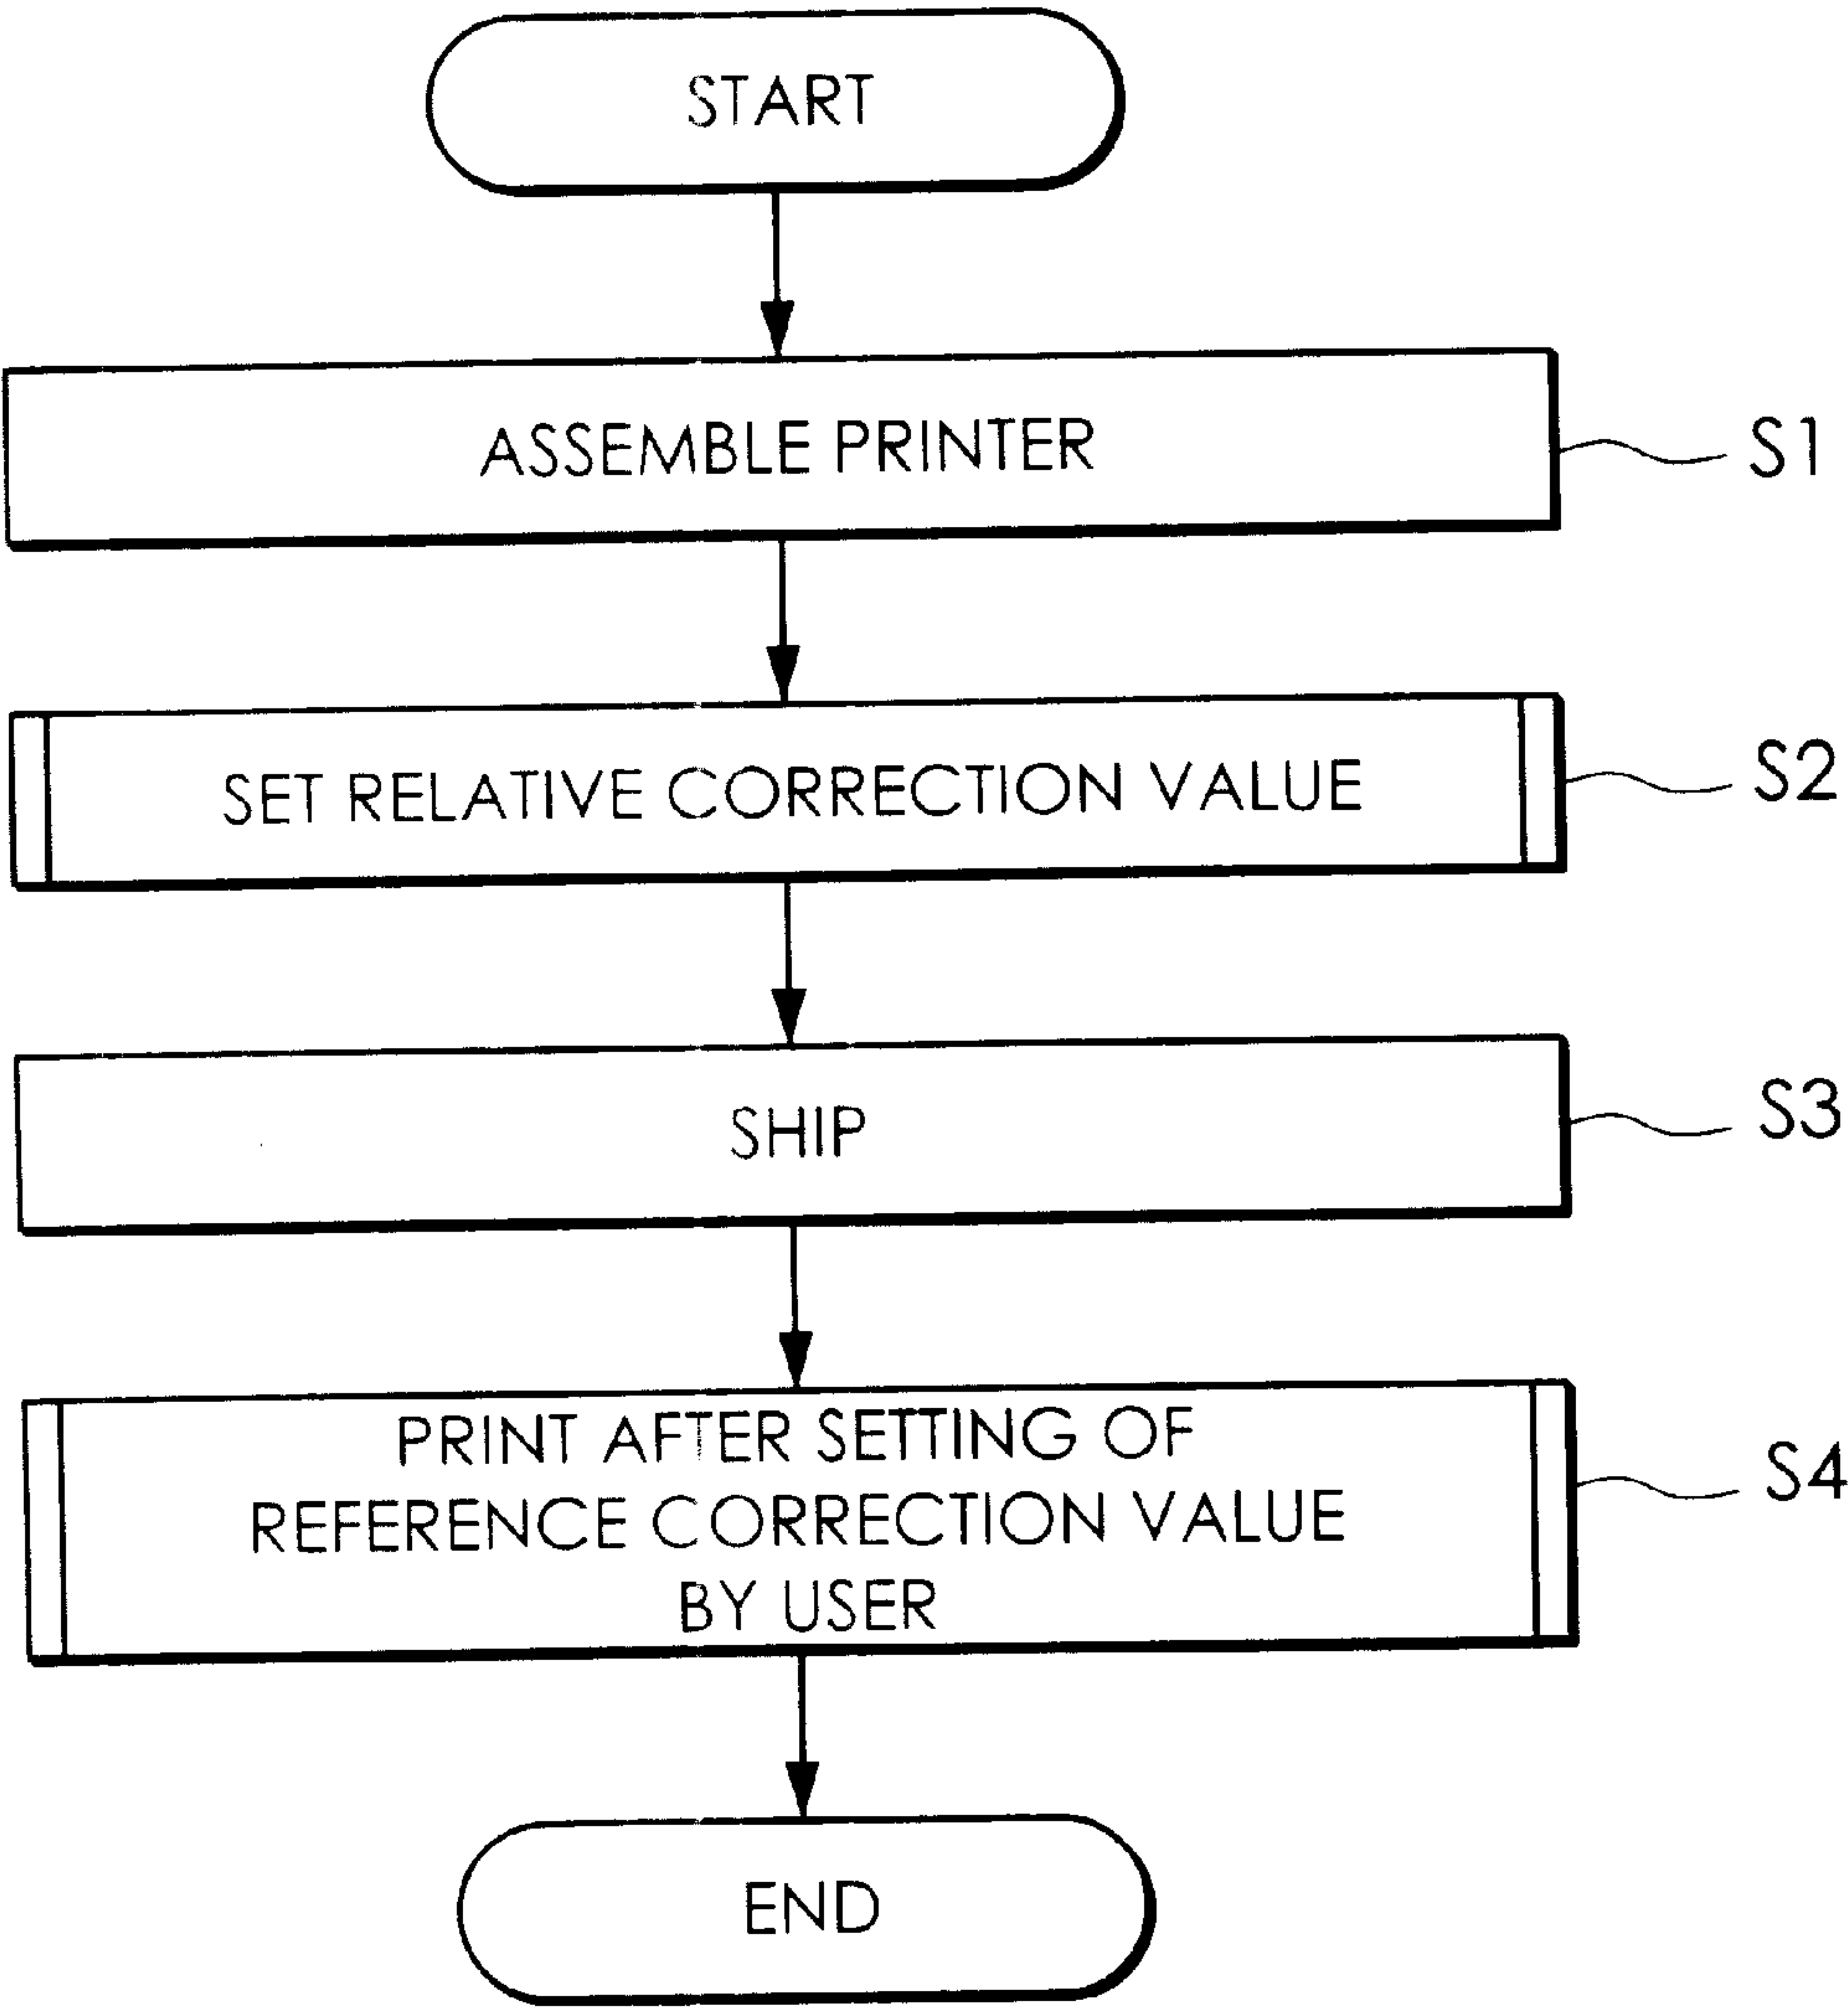 START
ASSEMBLE PRINTER
S1
SET RELATIVE CORRECTION VALUE
S2
SHIP
S3
PRINT AFTER SETTING OF
REFERENCE CORRECTION VALUE
BY USER
S4
END